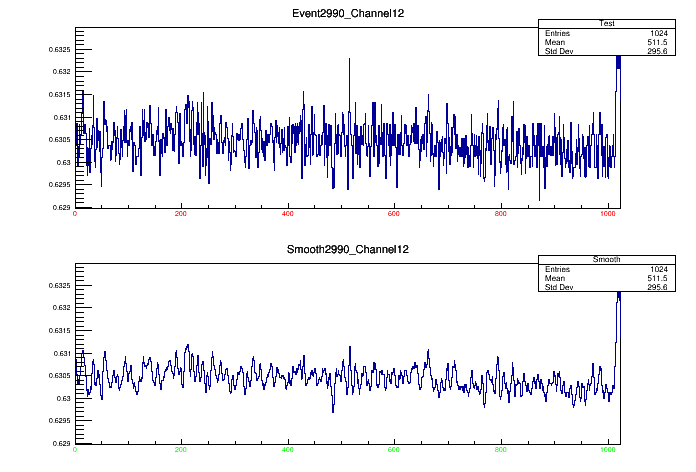 Event2990_Channel12
Test
Entries 1024
Mean 511.5
Std Dev 295.6
0.6325
0.632
0.6315
0.631
0.6305
0.63
0.6295
0.629
0 200 400 600 800 1000
Smooth2990_Channel12
Smooth
Entries 1024
Mean 511.5
Std Dev 295.6
0.6325
0.632
0.6315
0.631
0.6305
0.63
0.6295
0.629
0 200 400 600 800 1000